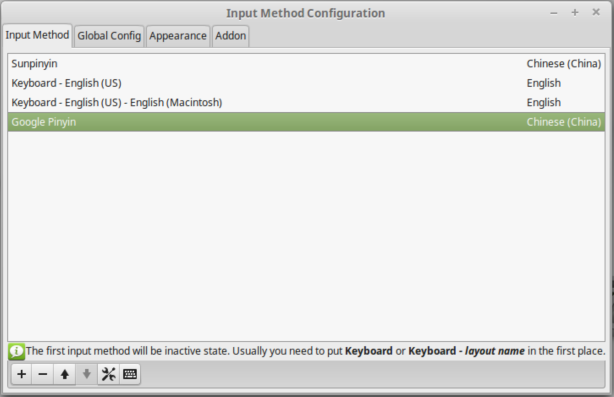 Input Method Configuration
Input Method Global Config Appearance Addon
Sunpinyin Chinese (China)
Keyboard - English (US) English
Keyboard - English (US) - English (Macintosh) English
Google Pinyin Chinese (China)
The first input method will be inactive state. Usually you need to put Keyboard or Keyboard - layout name in the first place.